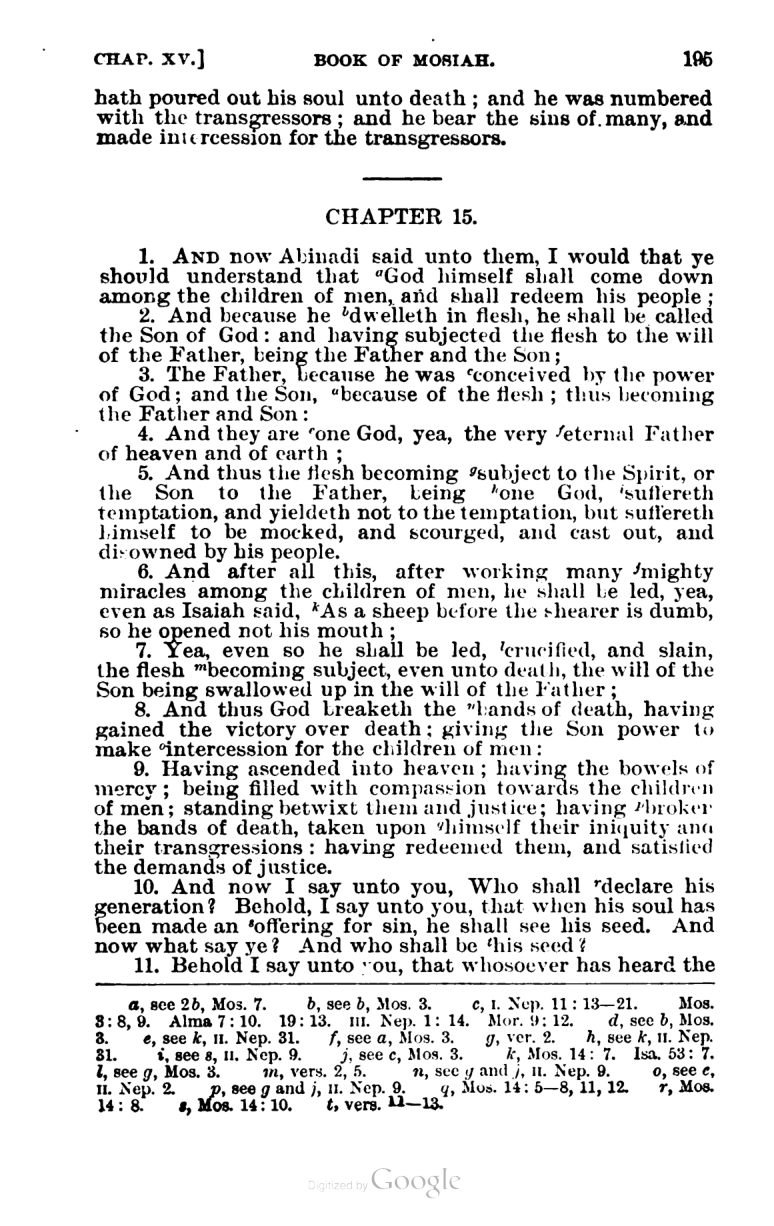 CHAP. XV.] BOOK OF MOSIAH. 195
hath poured out his soul unto death ; and he was numbered
with the transgressors ; and he bear the sins of many, and
made intercession for the transgressors.
CHAPTER 15.
1. AND now Abinadi said unto them, I would that ye
should understand that ᵃGod himself shall come down
among the children of men, and shall redeem his people ;
2. And because he ᵇdwelleth in flesh, he shall be called
the Son of God : and having subjected the flesh to the will
of the Father, being the Father and the Son ;
3. The Father, because he was ᶜconceived by the power
of God ; and the Son, ᵈbecause of the flesh ; thus becoming
the Father and Son :
4. And they are ᵉone God, yea, the very ᶠeternal Father
of heaven and of earth ;
5. And thus the flesh becoming ᵍsubject to the Spirit, or
the Son to the Father, being ʰone God, ⁱsuffereth
temptation, and yieldeth not to the temptation, but suffereth
himself to be mocked, and scourged, and cast out, and
disowned by his people.
6. And after all this, after working many ʲmighty
miracles among the children of men, he shall be led, yea,
even as Isaiah said, ᵏAs a sheep before the shearer is dumb,
so he opened not his mouth ;
7. Yea, even so he shall be led, ˡcrucified, and slain,
the flesh ᵐbecoming subject, even unto death, the will of the
Son being swallowed up in the will of the Father ;
8. And thus God breaketh the ⁿbands of death, having
gained the victory over death ; giving the Son power to
make ᵒintercession for the children of men :
9. Having ascended into heaven ; having the bowels of
mercy ; being filled with compassion towards the children
of men ; standing betwixt them and justice ; having ᵖbroken
the bands of death, taken upon ᑫhimself their iniquity and
their transgressions : having redeemed them, and satisfied
the demands of justice.
10. And now I say unto you, Who shall ʳdeclare his
generation? Behold, I say unto you, that when his soul has
been made an ˢoffering for sin, he shall see his seed. And
now what say ye? And who shall be ᵗhis seed?
11. Behold I say unto you, that whosoever has heard the
a, see 2b, Mos. 7. b, see b, Mos. 3. c, I. Nep. 11 : 13—21. Mos.
3 : 8, 9. Alma 7 : 10. 19 : 13. III. Nep. 1 : 14. Mor. 9 : 12. d, see b, Mos.
3. e, see k, II. Nep. 31. f, see a, Mos. 3. g, ver. 2. h, see k, II. Nep.
31. i, see s, II. Nep. 9. j, see c, Mos. 3. k, Mos. 14 : 7. Isa. 53 : 7.
l, see g, Mos. 3. m, vers. 2, 5. n, see g and j, II. Nep. 9. o, see e,
II. Nep. 2. p, see g and j, II. Nep. 9. q, Mos. 14 : 5—8, 11, 12. r, Mos.
14 : 8. s, Mos. 14 : 10. t, vers. 11—13.
Digitized by Google